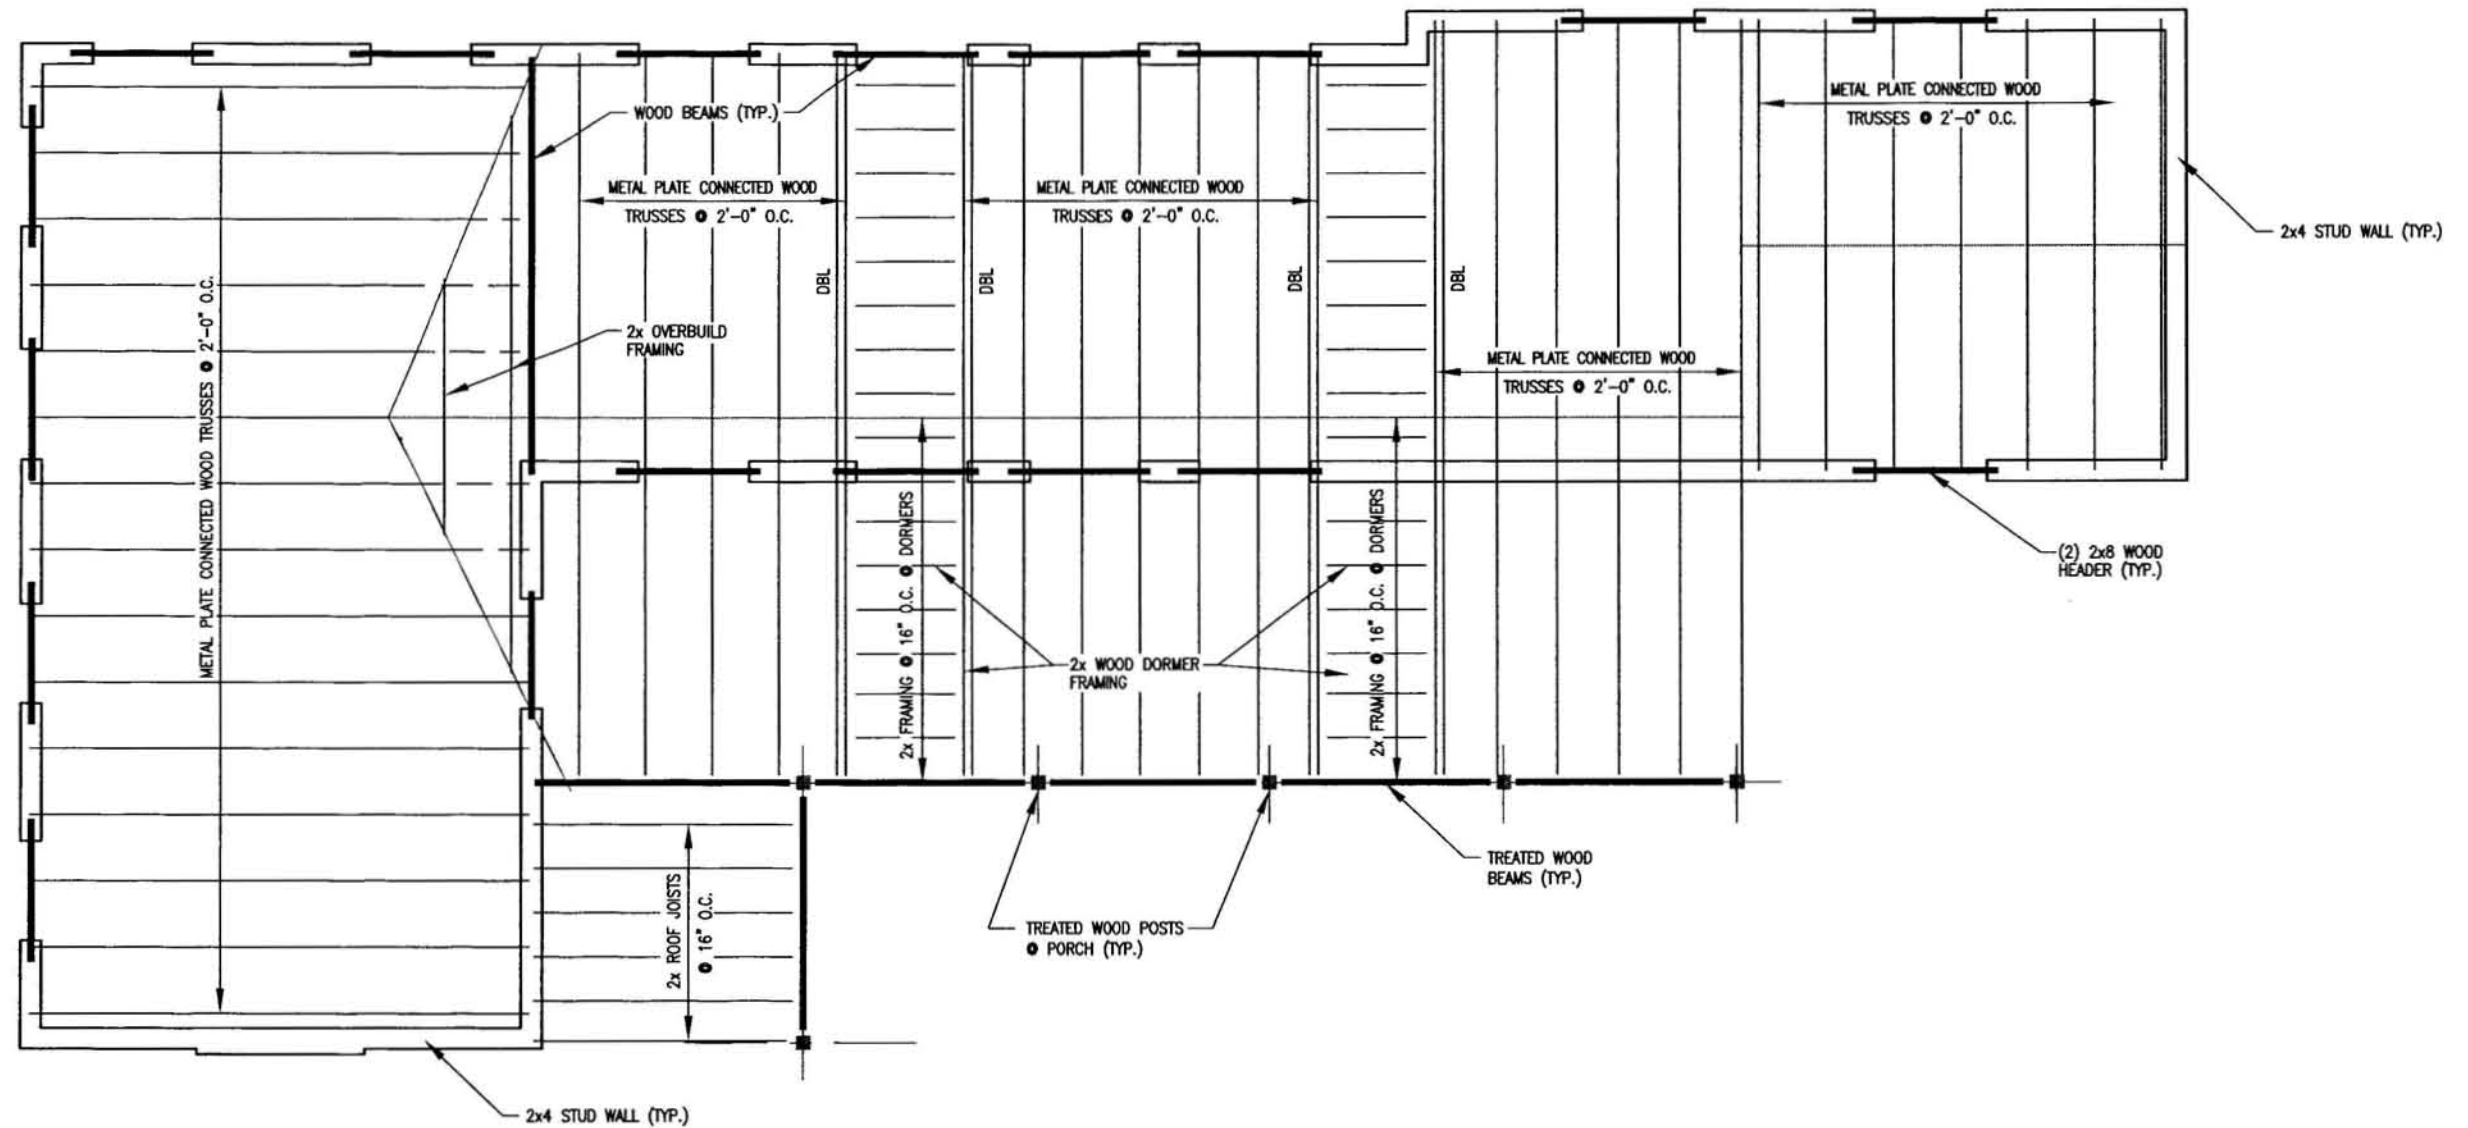 METAL PLATE CONNECTED WOOD
TRUSSES @ 2'-0" O.C.
WOOD BEAMS (TYP.)
METAL PLATE CONNECTED WOOD
TRUSSES @ 2'-0" O.C.
METAL PLATE CONNECTED WOOD
TRUSSES @ 2'-0" O.C.
2x4 STUD WALL (TYP.)
DBL
DBL
DBL
DBL
METAL PLATE CONNECTED WOOD TRUSSES @ 2'-0" O.C.
2x OVERBUILD
FRAMING
METAL PLATE CONNECTED WOOD
TRUSSES @ 2'-0" O.C.
2x FRAMING @ 16" O.C. @ DORMERS
2x FRAMING @ 16" O.C. @ DORMERS
(2) 2x8 WOOD
HEADER (TYP.)
2x WOOD DORMER
FRAMING
TREATED WOOD
BEAMS (TYP.)
2x ROOF JOISTS
@ 16" O.C.
TREATED WOOD POSTS
@ PORCH (TYP.)
2x4 STUD WALL (TYP.)